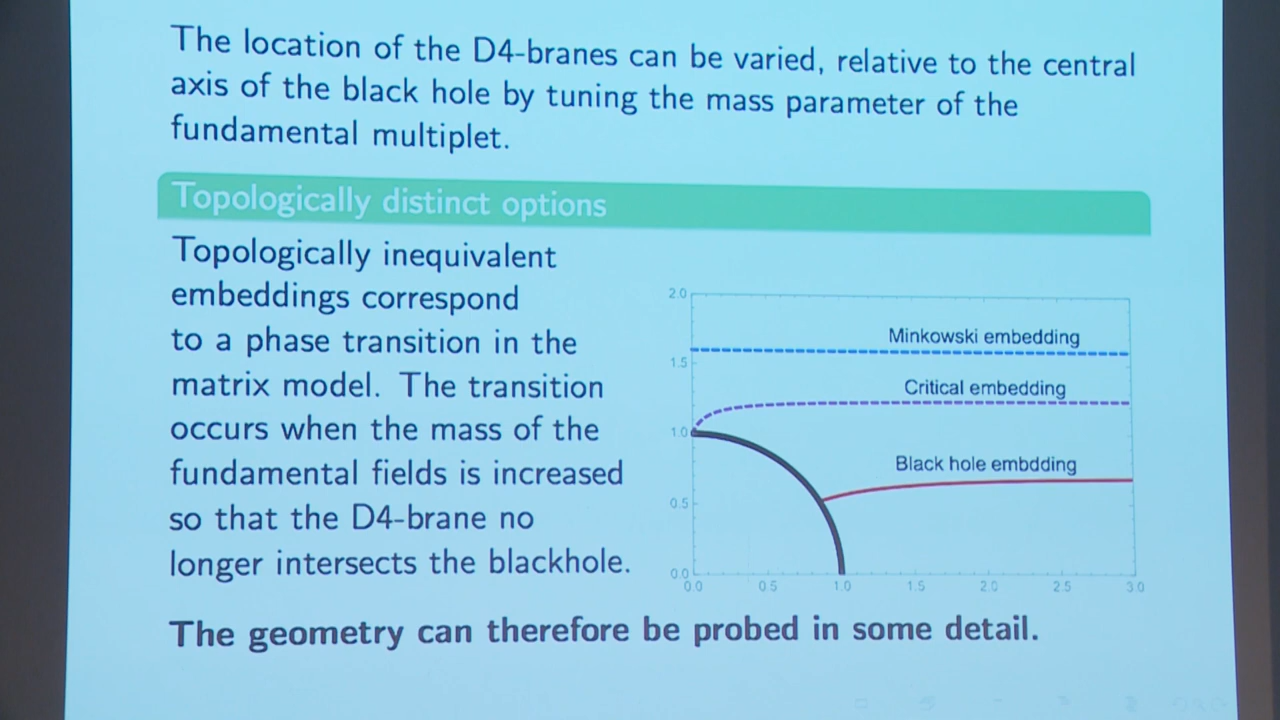 The location of the D4-branes can be varied, relative to the central
axis of the black hole by tuning the mass parameter of the
fundamental multiplet.
Topologically distinct options
Topologically inequivalent
embeddings correspond
to a phase transition in the
matrix model. The transition
occurs when the mass of the
fundamental fields is increased
so that the D4-brane no
longer intersects the blackhole.
2.0
1.5
1.0
0.5
0.0
Minkowski embedding
Critical embedding
Black hole embdding
0.0 0.5 1.0 1.5 2.0 2.5 3.0
The geometry can therefore be probed in some detail.